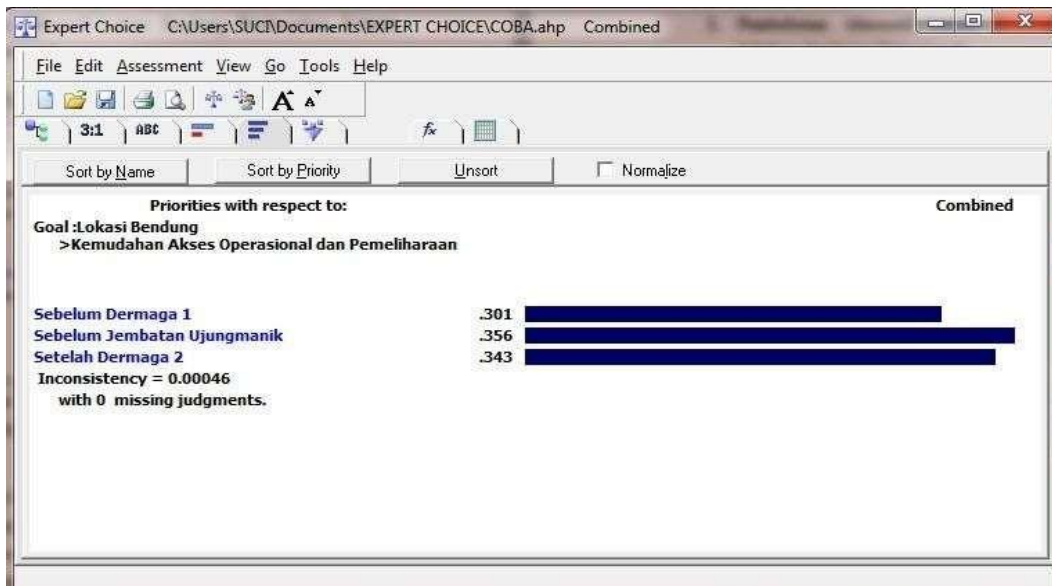 Expert Choice C:\Users\SUCI\Documents\EXPERT CHOICE\COBA.ahp Combined
File Edit Assessment View Go Tools Help
A A
3:1 ABC fx
Sort by Name Sort by Priority Unsort Normalize
Priorities with respect to: Combined
Goal :Lokasi Bendung
>Kemudahan Akses Operasional dan Pemeliharaan
Sebelum Dermaga 1 .301
Sebelum Jembatan Ujungmanik .356
Setelah Dermaga 2 .343
Inconsistency = 0.00046
with 0 missing judgments.